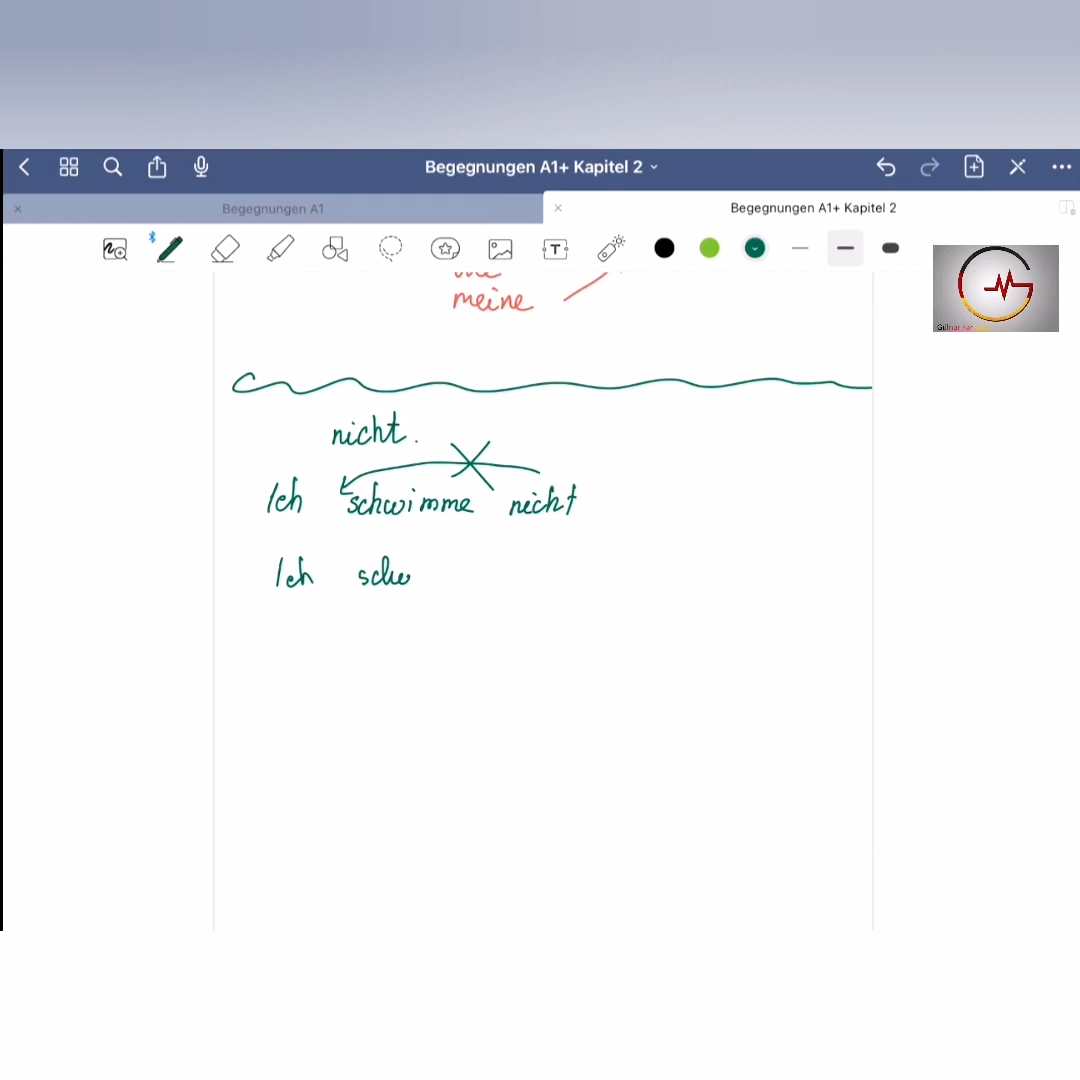 Begegnungen A1+ Kapitel 2
Begegnungen A1
Begegnungen A1+ Kapitel 2
T
meine
nicht.
Ich schwimme nicht
Ich schw